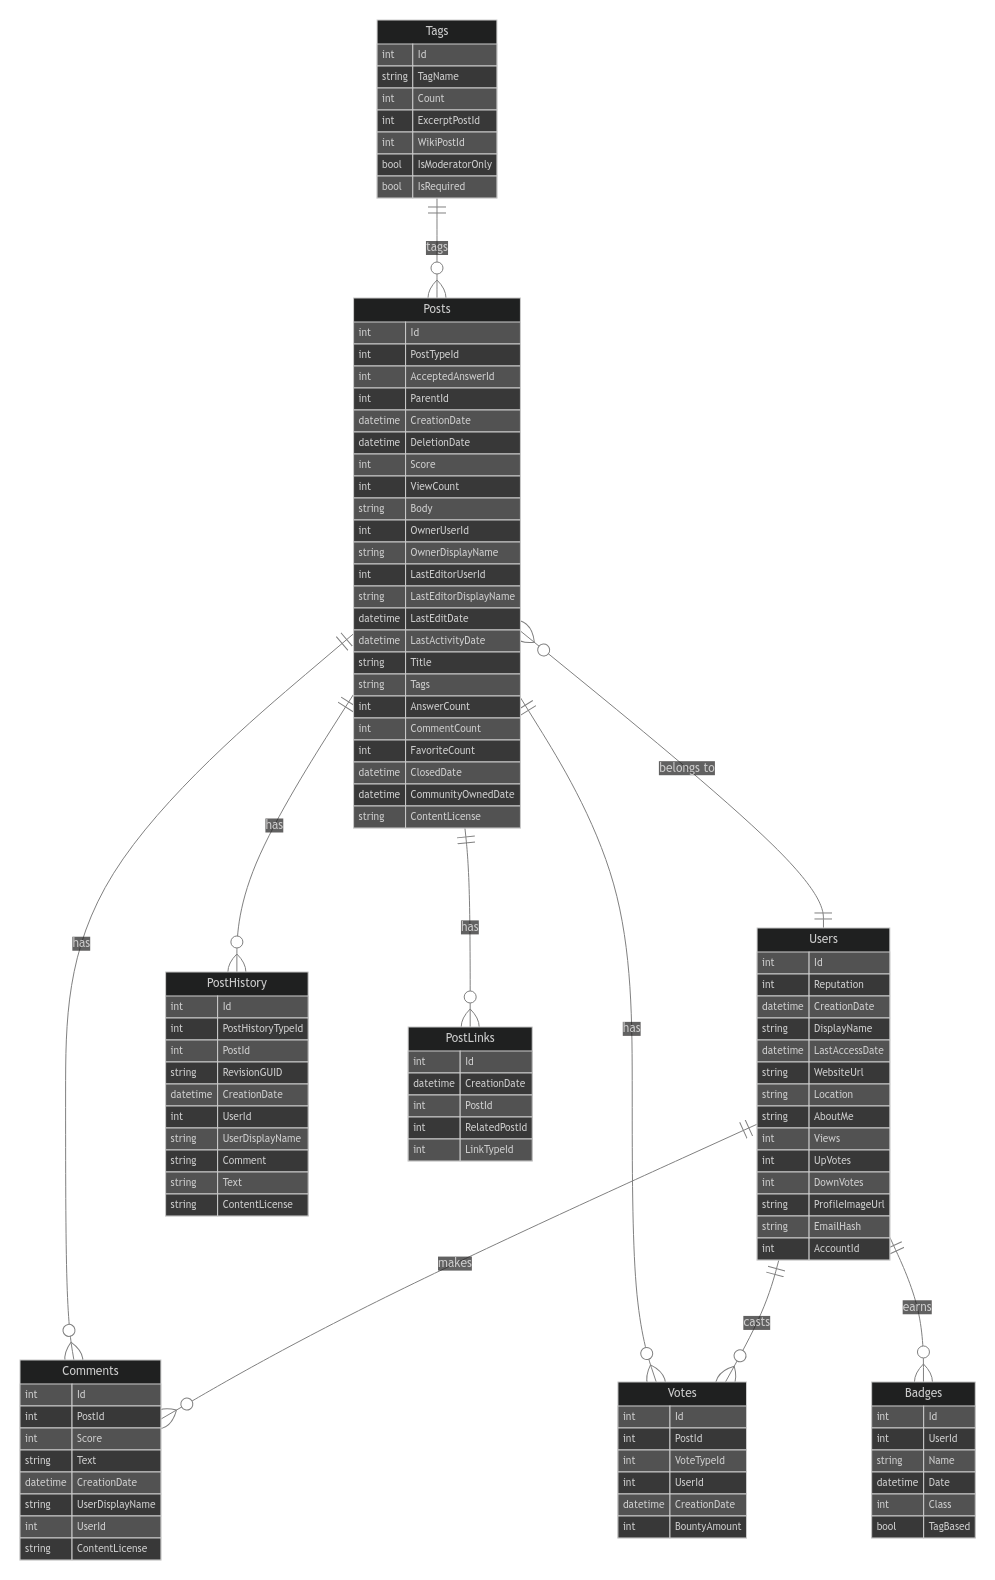 Tags
int Id
string TagName
int Count
int ExcerptPostId
int WikiPostId
bool IsModeratorOnly
bool IsRequired
tags
Posts
int Id
int PostTypeId
int AcceptedAnswerId
int ParentId
datetime CreationDate
datetime DeletionDate
int Score
int ViewCount
string Body
int OwnerUserId
string OwnerDisplayName
int LastEditorUserId
string LastEditorDisplayName
datetime LastEditDate
datetime LastActivityDate
string Title
string Tags
int AnswerCount
int CommentCount
int FavoriteCount
datetime ClosedDate
datetime CommunityOwnedDate
string ContentLicense
belongs to
has
has
has
has
PostHistory
int Id
int PostHistoryTypeId
int PostId
string RevisionGUID
datetime CreationDate
int UserId
string UserDisplayName
string Comment
string Text
string ContentLicense
PostLinks
int Id
datetime CreationDate
int PostId
int RelatedPostId
int LinkTypeId
Users
int Id
int Reputation
datetime CreationDate
string DisplayName
datetime LastAccessDate
string WebsiteUrl
string Location
string AboutMe
int Views
int UpVotes
int DownVotes
string ProfileImageUrl
string EmailHash
int AccountId
makes
casts
earns
Comments
int Id
int PostId
int Score
string Text
datetime CreationDate
string UserDisplayName
int UserId
string ContentLicense
Votes
int Id
int PostId
int VoteTypeId
int UserId
datetime CreationDate
int BountyAmount
Badges
int Id
int UserId
string Name
datetime Date
int Class
bool TagBased